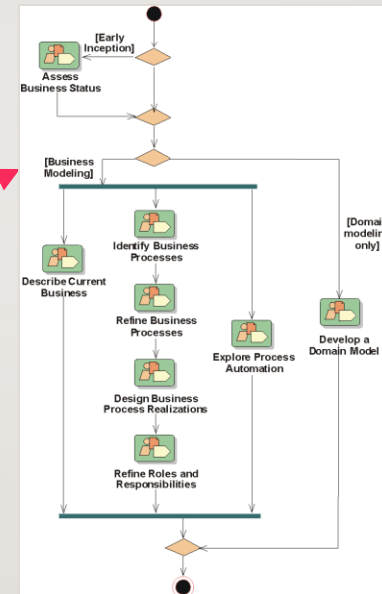 [Early
Inception]
Assess
Business Status
[Business
Modeling]
Identify Business
Processes
Describe Current
Business
Refine Business
Processes
modelin
only]
Explore Process
Automation
Develop a
Domain Model
Design Business
Process Realizations
Refine Roles and
Responsibilities